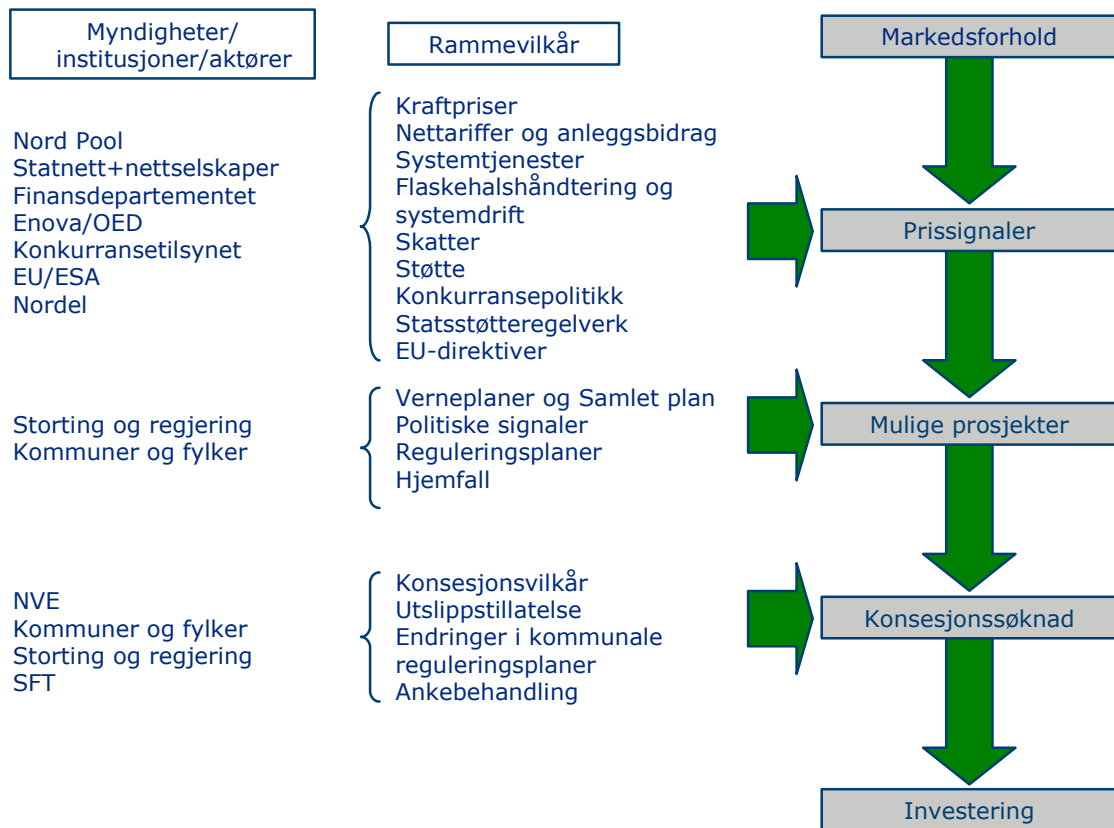 Myndigheter/
institusjoner/aktører
Rammevilkår
Markedsforhold
Nord Pool
Statnett+nettselskaper
Finansdepartementet
Enova/OED
Konkurransetilsynet
EU/ESA
Nordel
Kraftpriser
Nettariffer og anleggsbidrag
Systemtjenester
Flaskehalshåndtering og
systemdrift
Skatter
Støtte
Konkurransepolitikk
Statsstøtteregelverk
EU-direktiver
Prissignaler
Storting og regjering
Kommuner og fylker
Verneplaner og Samlet plan
Politiske signaler
Reguleringsplaner
Hjemfall
Mulige prosjekter
NVE
Kommuner og fylker
Storting og regjering
SFT
Konsesjonsvilkår
Utslippstillatelse
Endringer i kommunale
reguleringsplaner
Ankebehandling
Konsesjonssøknad
Investering